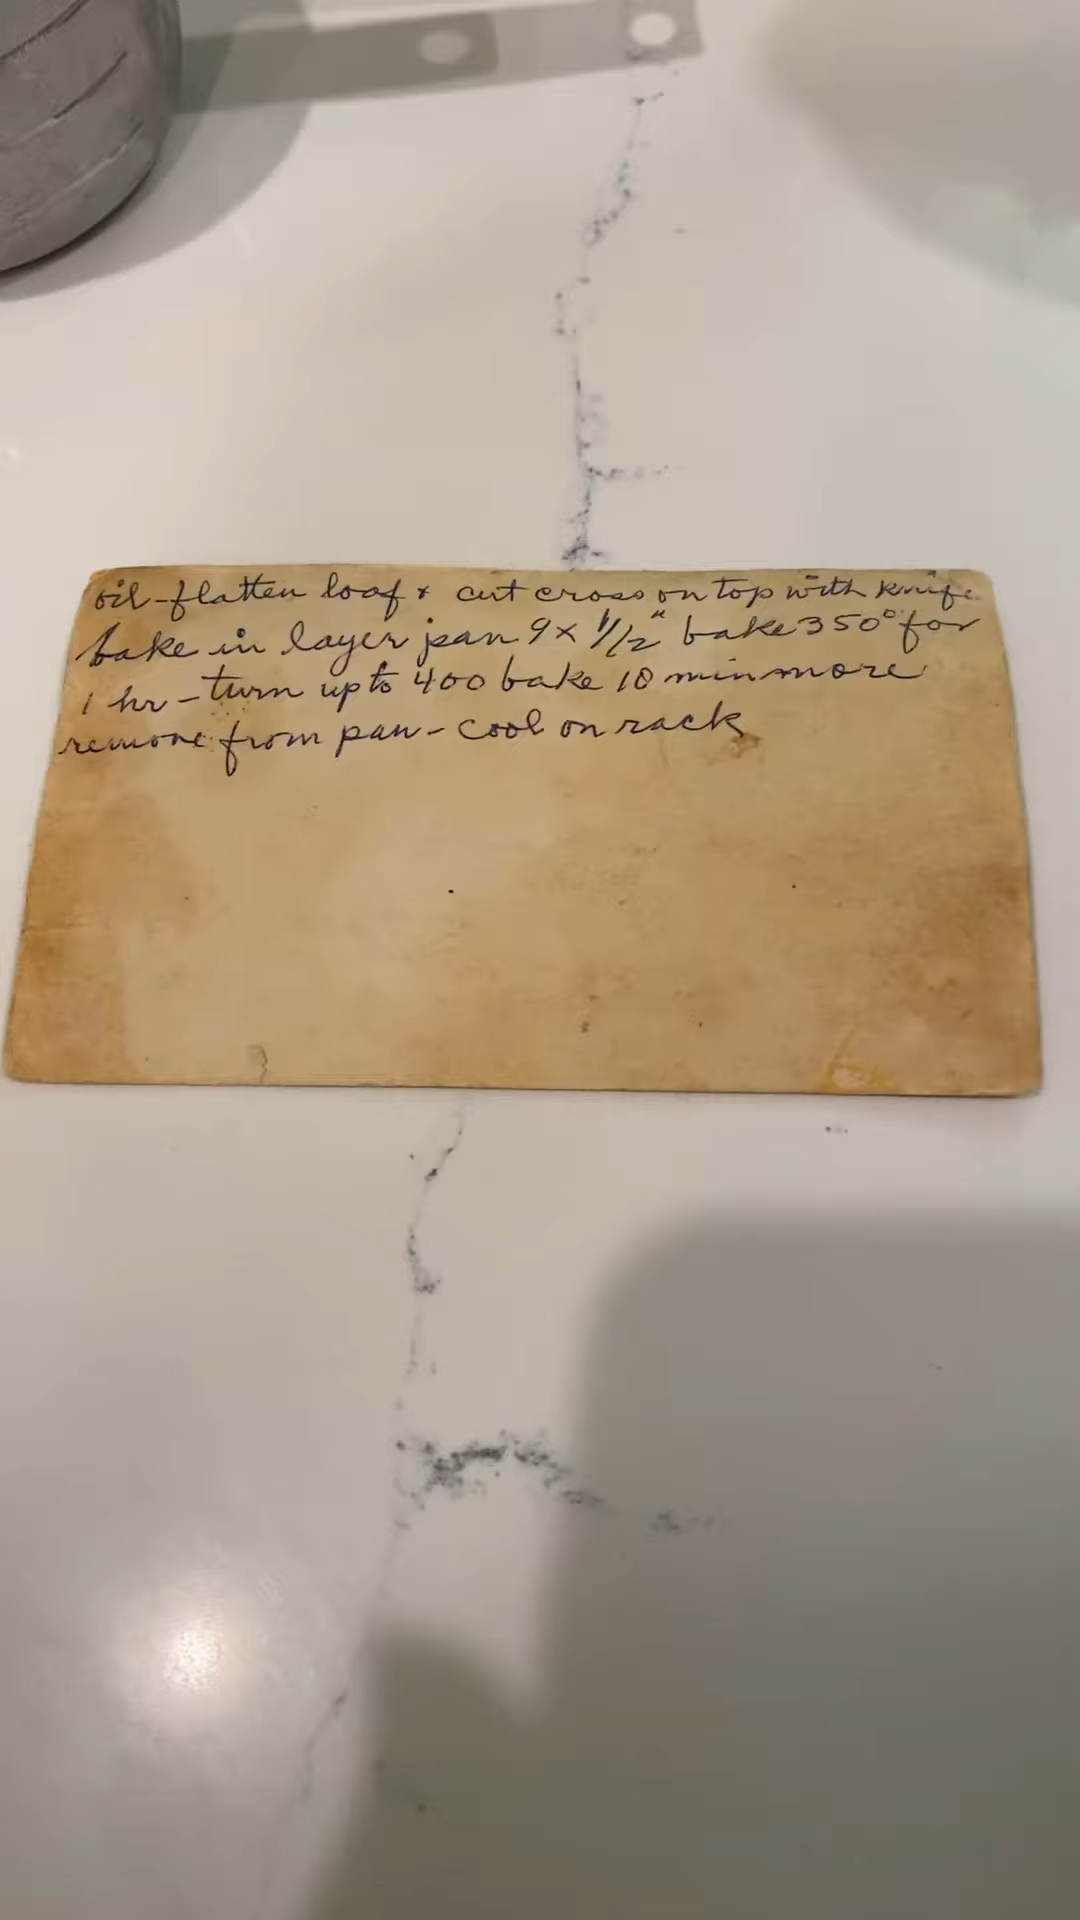 oil - flatten loaf & cut cross on top with knife
bake in layer pan 9 x 1 1/2" bake 350° for
1 hr - turn up to 400 bake 10 min more
remove from pan - cool on rack